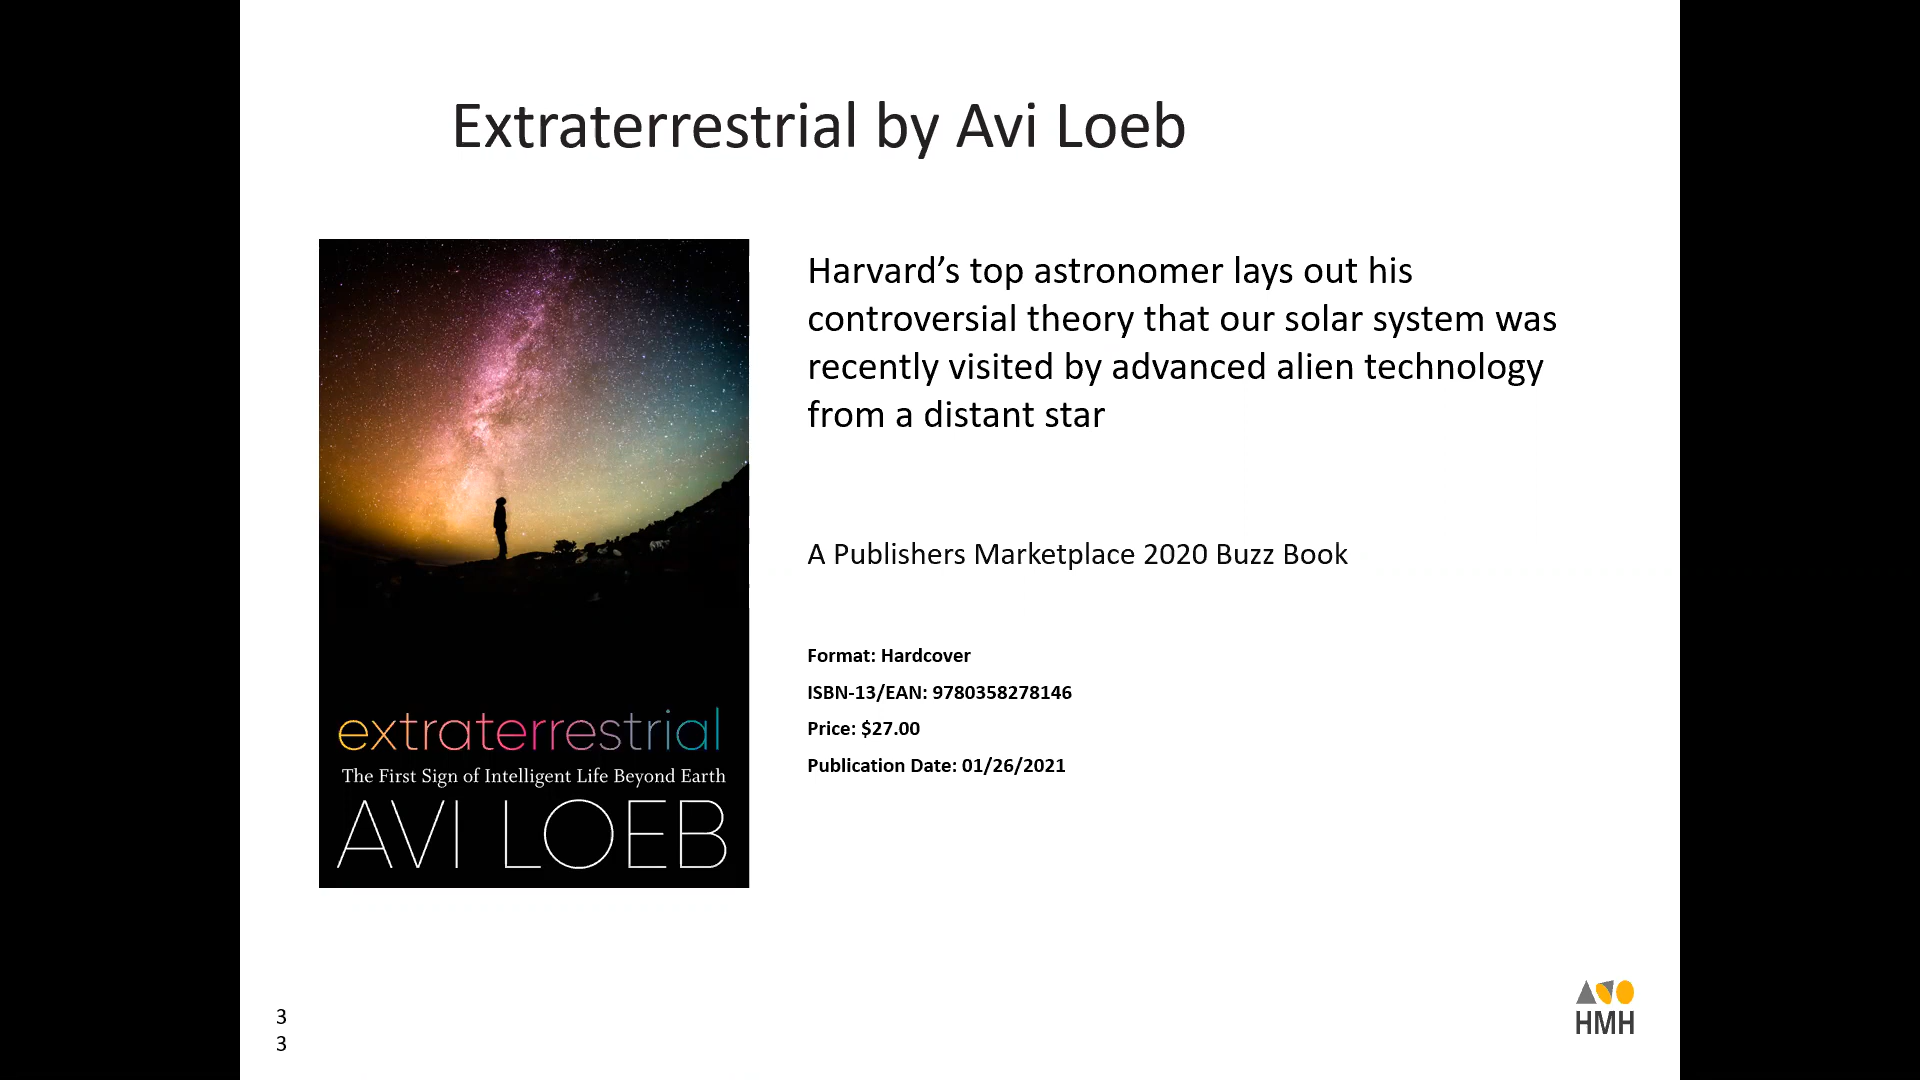 Extraterrestrial by Avi Loeb
Harvard’s top astronomer lays out his
controversial theory that our solar system was
recently visited by advanced alien technology
from a distant star
A Publishers Marketplace 2020 Buzz Book
Format: Hardcover
ISBN-13/EAN: 9780358278146
Price: $27.00
Publication Date: 01/26/2021
extraterrestrial
The First Sign of Intelligent Life Beyond Earth
AVI LOEB
3
3
HMH